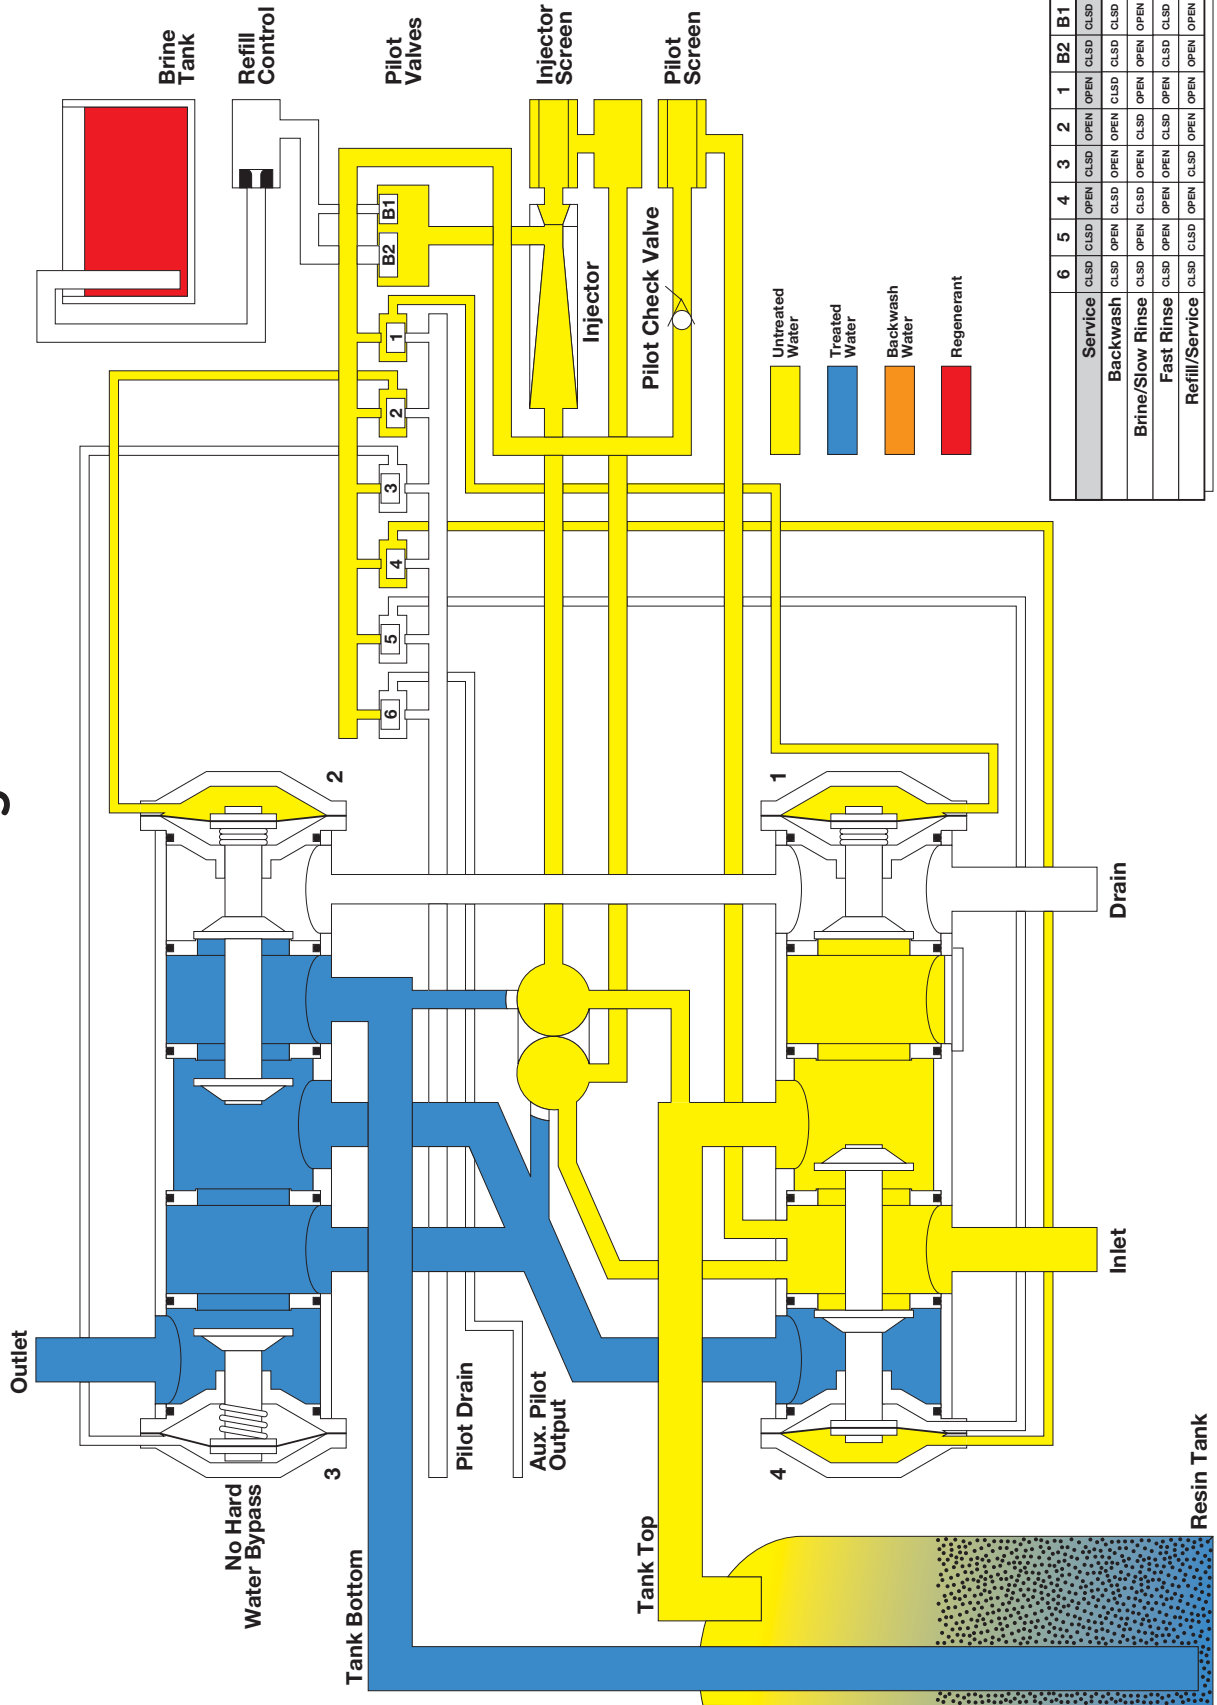 Outlet
Brine
Tank
Refill
Control
No Hard
Water Bypass
3
2
Tank Bottom
6
5
4
3
2
1
B2
B1
Pilot
Valves
Pilot Drain
Aux. Pilot
Output
Injector
Screen
Injector
Pilot Check Valve
Pilot
Screen
Tank Top
4
1
Untreated
Water
Treated
Water
Backwash
Water
Regenerant
Inlet
Drain
Resin Tank
6 5 4 3 2 1 B2 B1
Service CLSD CLSD OPEN CLSD OPEN OPEN CLSD CLSD
Backwash CLSD OPEN CLSD OPEN OPEN CLSD CLSD CLSD
Brine/Slow Rinse CLSD OPEN CLSD OPEN CLSD OPEN OPEN OPEN
Fast Rinse CLSD OPEN OPEN OPEN CLSD OPEN CLSD CLSD
Refill/Service CLSD CLSD OPEN CLSD OPEN OPEN OPEN OPEN